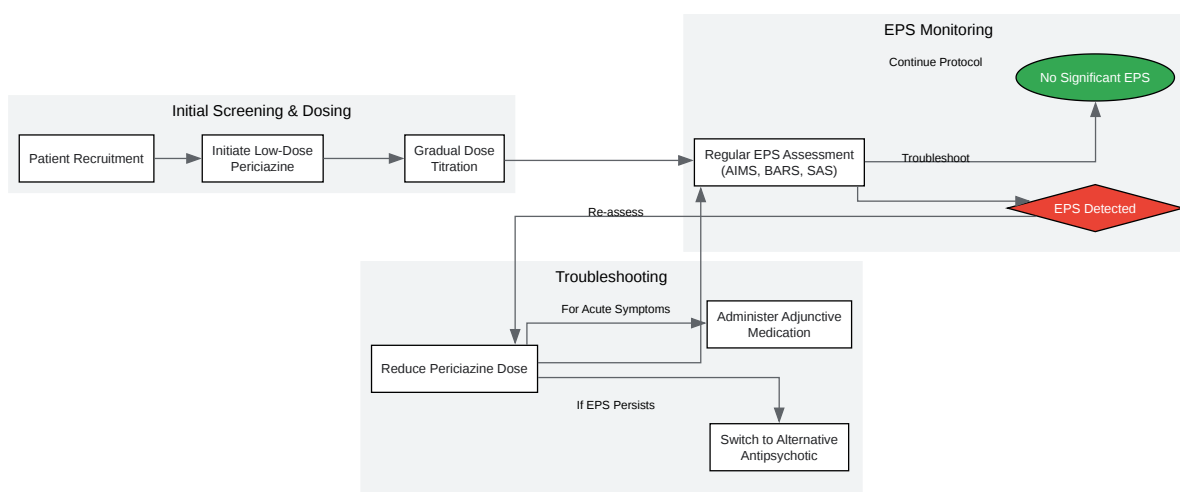 EPS Monitoring
Continue Protocol
No Significant EPS
Initial Screening & Dosing
Patient Recruitment
Initiate Low-Dose
Periciazine
Gradual Dose
Titration
Regular EPS Assessment
(AIMS, BARS, SAS)
Troubleshoot
EPS Detected
Re-assess
Troubleshooting
For Acute Symptoms
Administer Adjunctive
Medication
Reduce Periciazine Dose
If EPS Persists
Switch to Alternative
Antipsychotic